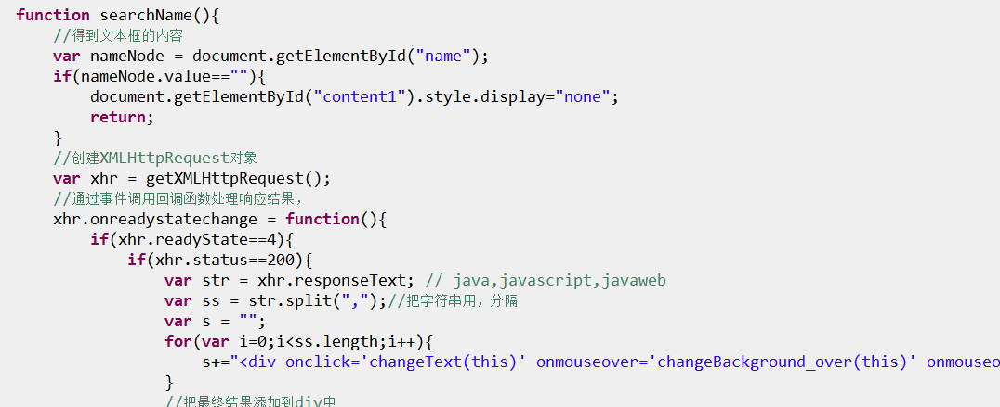 function searchName(){
//得到文本框的内容
var nameNode = document.getElementById("name");
if(nameNode.value==""){
document.getElementById("content1").style.display="none";
return;
}
//创建XMLHttpRequest对象
var xhr = getXMLHttpRequest();
//通过事件调用回调函数处理响应结果,
xhr.onreadystatechange = function(){
if(xhr.readyState==4){
if(xhr.status==200){
var str = xhr.responseText; // java,javascript,javaweb
var ss = str.split(",");//把字符串用，分隔
var s = "";
for(var i=0;i<ss.length;i++){
s+="<div onclick='changeText(this)' onmouseover='changeBackground_over(this)' onmouseo
}
//把最终结果添加到div中